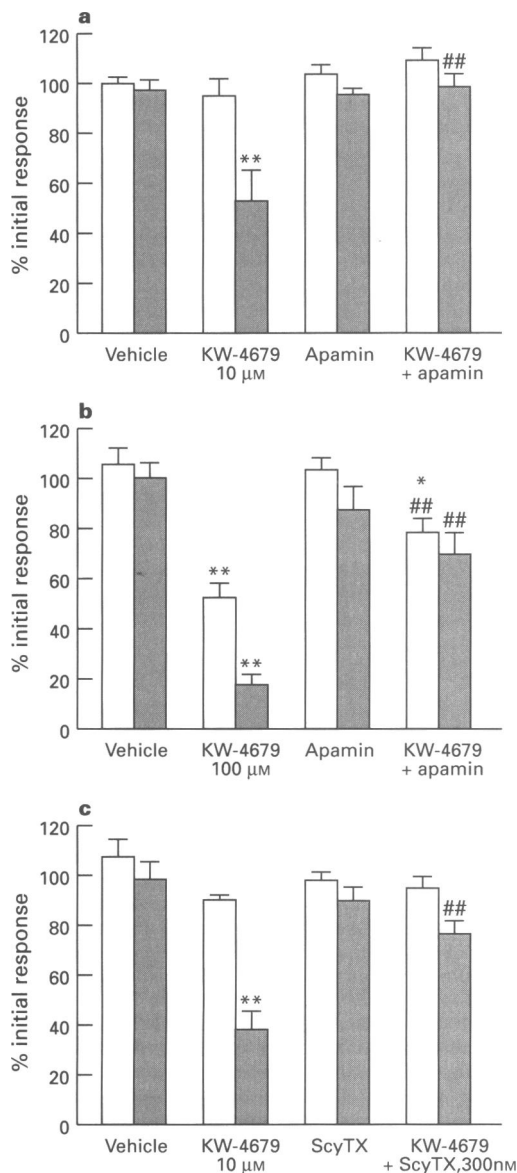 a
120
100
80
60
40
20
0
% initial response
**
##
Vehicle KW-4679 Apamin KW-4679
10 µM + apamin
b
120
100
80
60
40
20
0
% initial response
*
** ## ##
**
Vehicle KW-4679 Apamin KW-4679
100 µM + apamin
c
120
100
80
60
40
20
0
% initial response
##
**
Vehicle KW-4679 ScyTX KW-4679
10 µM + ScyTX,300nM